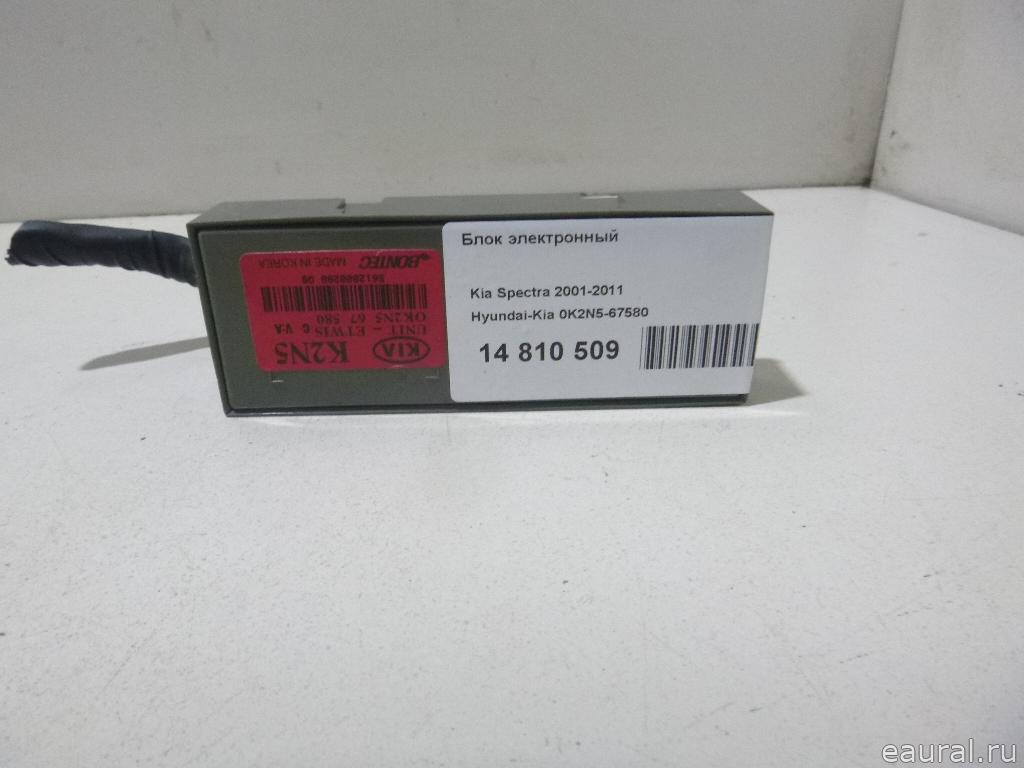 Блок электронный
Kia Spectra 2001-2011
Hyundai-Kia 0K2N5-67580
14 810 509
KIA K2N5
UNIT - ETWIS C V/A
OK2N5 67 580
BONTEC MADE IN KOREA
eaural.ru